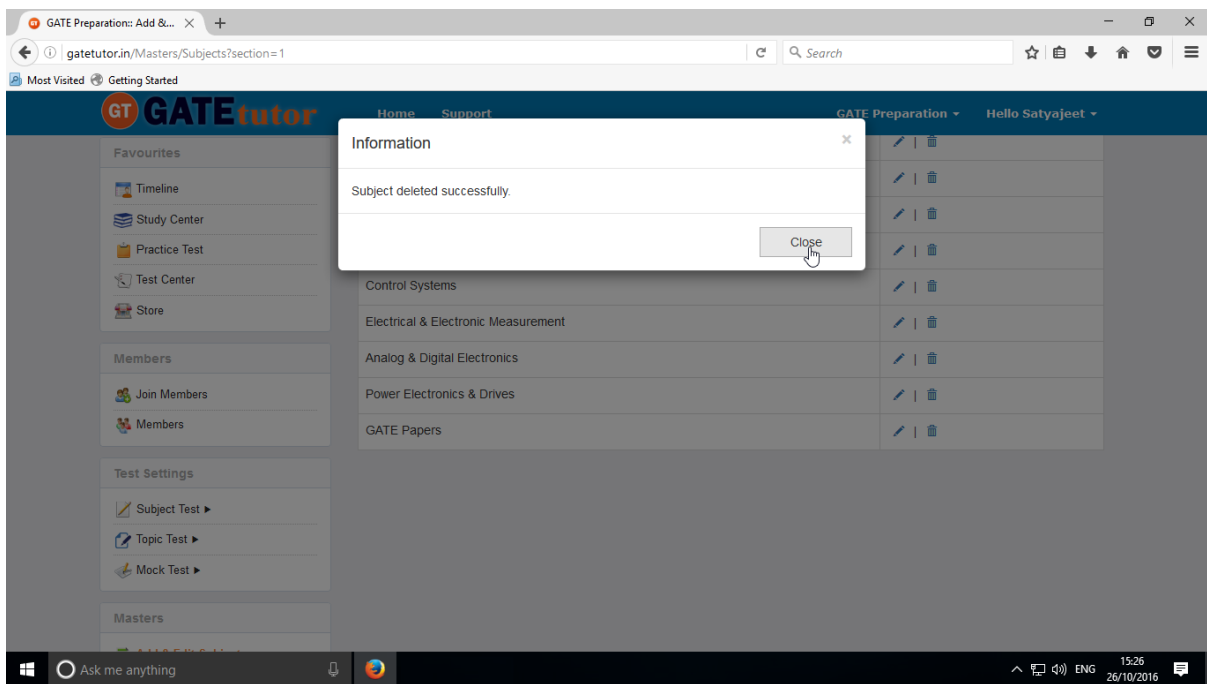 GATE Preparation:: Add &...
gatetutor.in/Masters/Subjects?section=1
Search
Most Visited Getting Started
GT GATEtutor
Home Support GATE Preparation Hello Satyajeet
Information
Subject deleted successfully.
Close
Favourites
Timeline
Study Center
Practice Test
Test Center
Store
Control Systems
Electrical & Electronic Measurement
Analog & Digital Electronics
Power Electronics & Drives
GATE Papers
Members
Join Members
Members
Test Settings
Subject Test
Topic Test
Mock Test
Masters
Ask me anything
ENG
15:26
26/10/2016